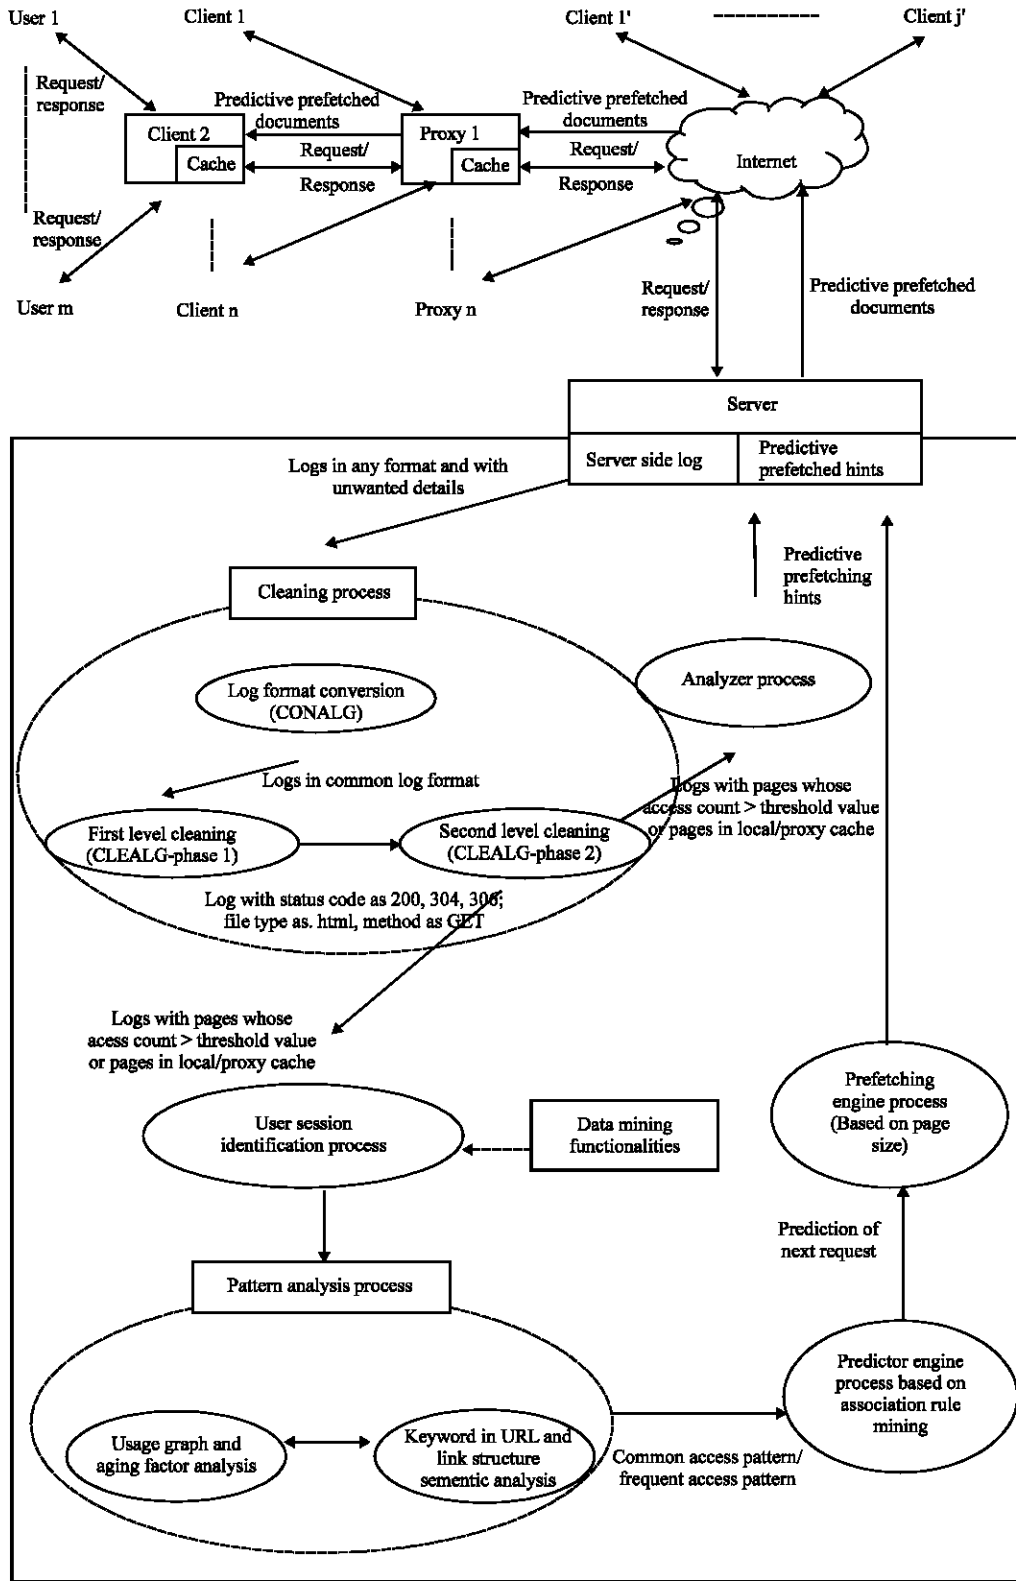 User 1
Client 1
Client 1'
Client j'
Request/
response
Predictive prefetched
documents
Predictive prefetched
documents
Client 2
Cache
Request/
Response
Proxy 1
Cache
Request/
Response
Internet
Request/
response
User m
Client n
Proxy n
Request/
response
Predictive prefetched
documents
Server
Server side log
Predictive
prefetched hints
Logs in any format and with
unwanted details
Predictive
prefetching
hints
Cleaning process
Log format conversion
(CONALG)
Analyzer process
Logs in common log format
Logs with pages whose
access count > threshold value
or pages in local/proxy cache
First level cleaning
(CLEALG-phase 1)
Second level cleaning
(CLEALG-phase 2)
Log with status code as 200, 304, 306;
file type as. html, method as GET
Logs with pages whose
acess count > threshold value
or pages in local/proxy cache
User session
identification process
Data mining
functionalities
Prefetching
engine process
(Based on page
size)
Prediction of
next request
Pattern analysis process
Predictor engine
process based on
association rule
mining
Usage graph and
aging factor analysis
Keyword in URL and
link structure
sementic analysis
Common access pattern/
frequent access pattern